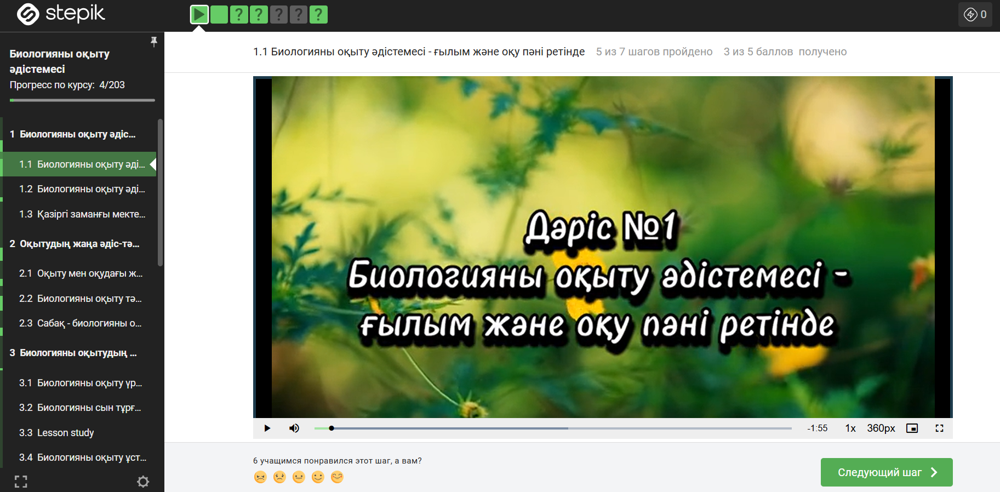 stepik
? ? ? ? ?
0
Биологияны оқыту
әдістемесі
Прогресс по курсу: 4/203
1 Биологияны оқыту әдіс...
1.1 Биологияны оқыту әді...
1.2 Биологияны оқыту әді...
1.3 Қазіргі заманғы мекте...
2 Оқытудың жаңа әдіс-тә...
2.1 Оқыту мен оқудағы ж...
2.2 Биологияны оқыту тә...
2.3 Сабақ - биологияны о...
3 Биологияны оқытудың ...
3.1 Биологияны оқыту үр...
3.2 Биологияны сын тұрғ...
3.3 Lesson study
3.4 Биологияны оқыту ұст...
1.1 Биологияны оқыту әдістемесі - ғылым және оқу пәні ретінде 5 из 7 шагов пройдено 3 из 5 баллов получено
Дәріс №1
Биологияны оқыту әдістемесі -
ғылым және оқу пәні ретінде
-1:55 1x 360px
6 учащимся понравился этот шаг, а вам?
Следующий шаг